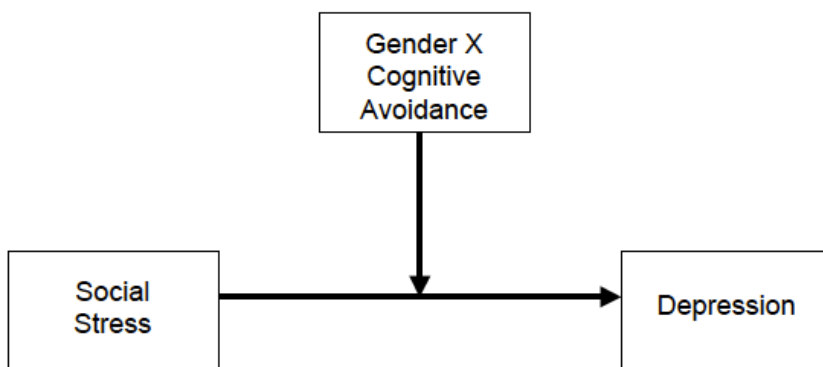 Gender X
Cognitive
Avoidance
Social
Stress
Depression